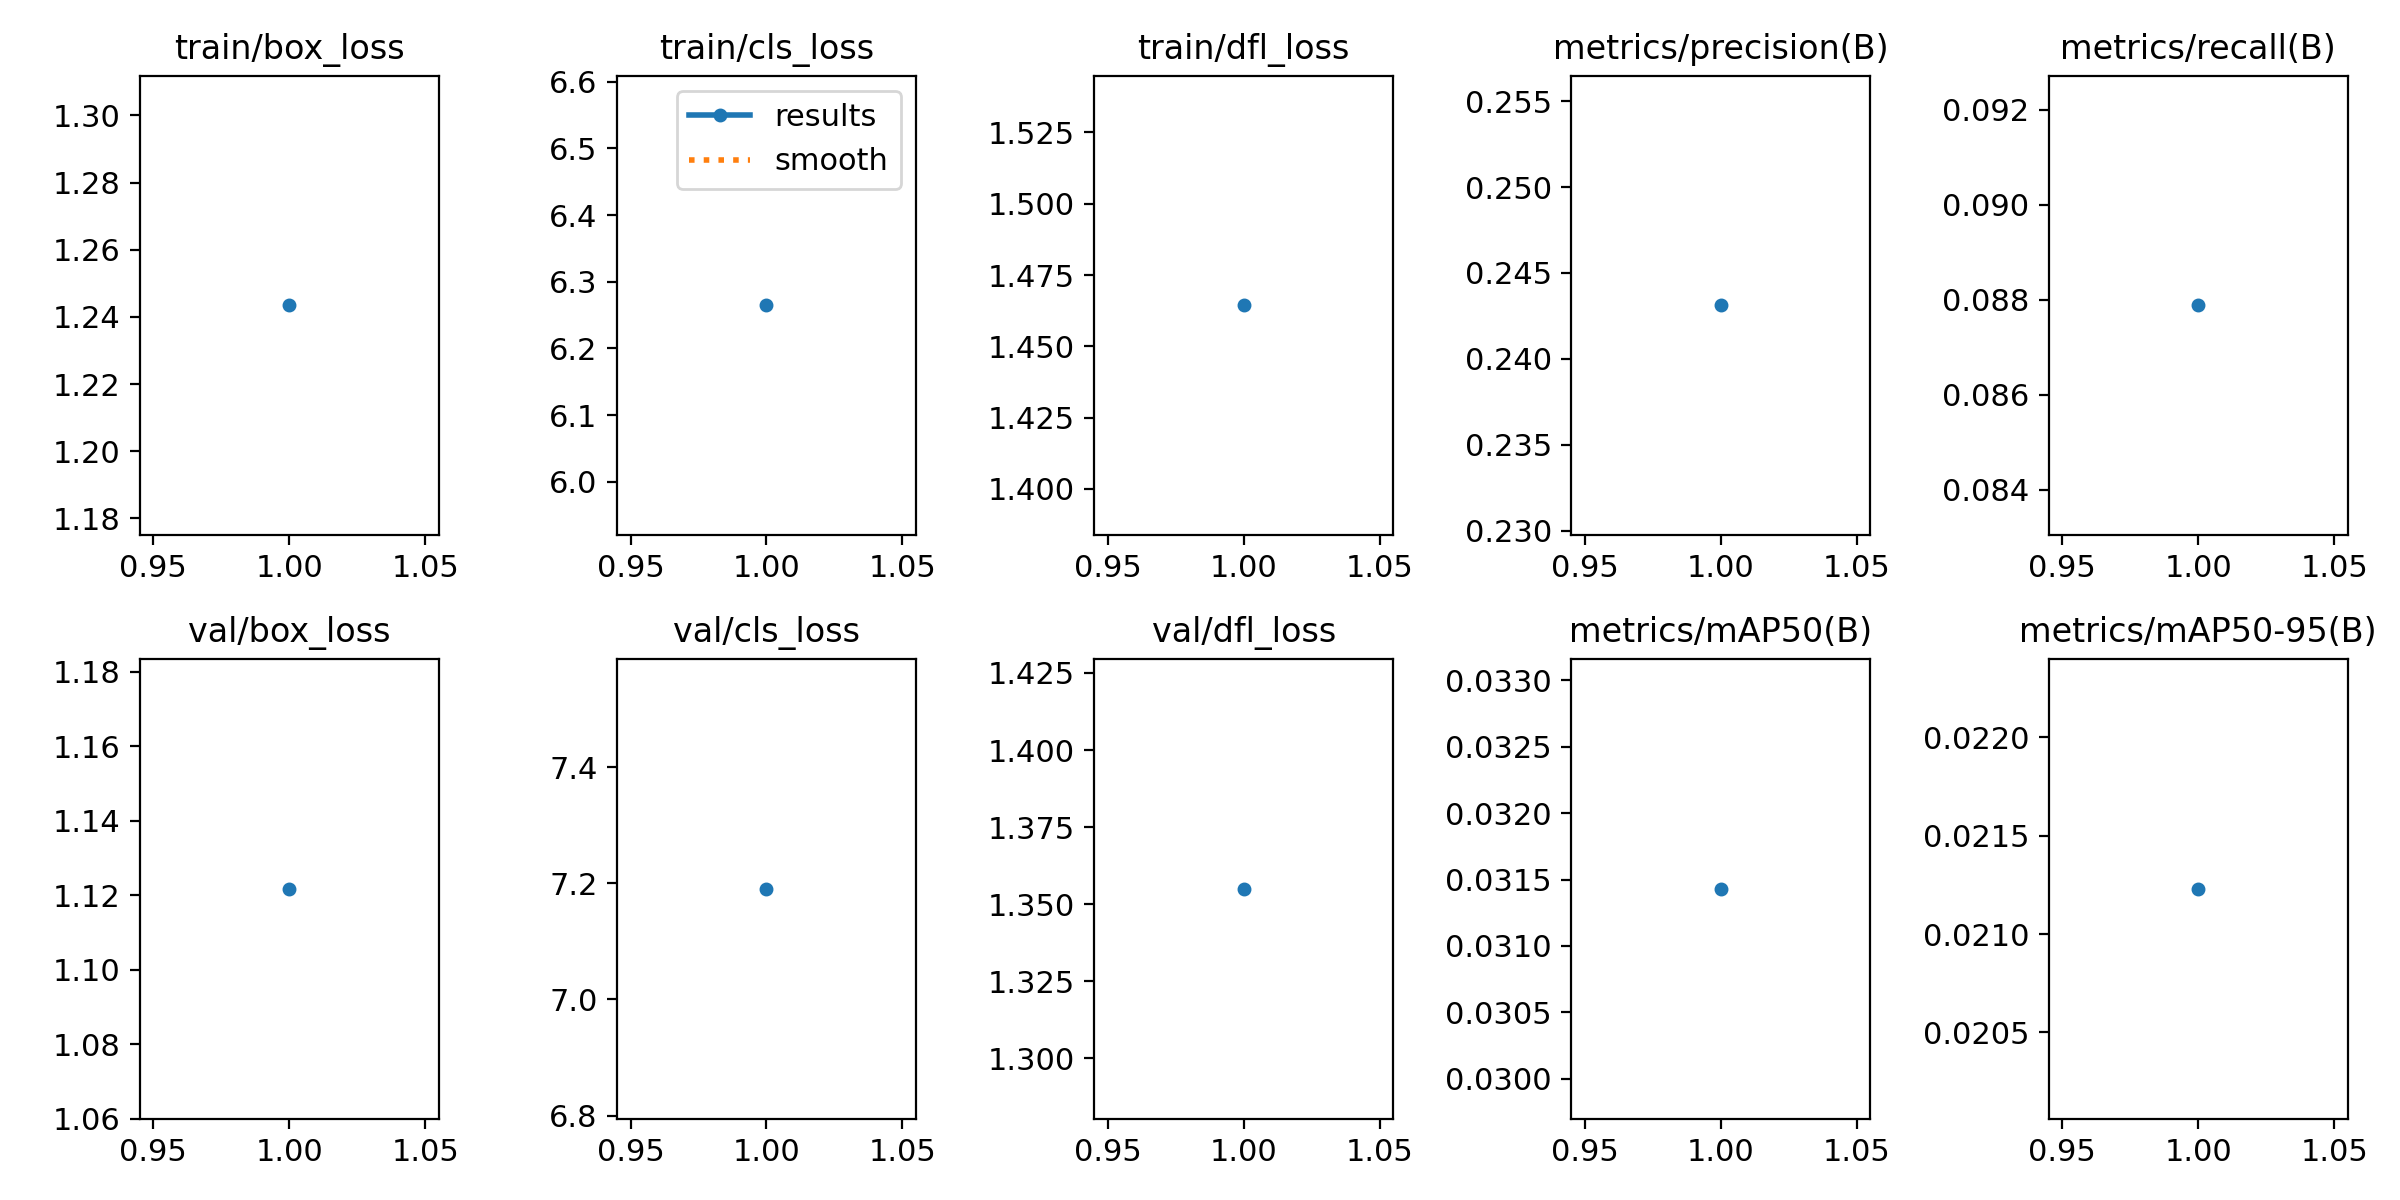 train/box_loss
1.30
1.28
1.26
1.24
1.22
1.20
1.18
0.95 1.00 1.05
train/cls_loss
6.6
6.5
6.4
6.3
6.2
6.1
6.0
results
smooth
0.95 1.00 1.05
train/dfl_loss
1.525
1.500
1.475
1.450
1.425
1.400
0.95 1.00 1.05
metrics/precision(B)
0.255
0.250
0.245
0.240
0.235
0.230
0.95 1.00 1.05
metrics/recall(B)
0.092
0.090
0.088
0.086
0.084
0.95 1.00 1.05
val/box_loss
1.18
1.16
1.14
1.12
1.10
1.08
1.06
0.95 1.00 1.05
val/cls_loss
7.4
7.2
7.0
6.8
0.95 1.00 1.05
val/dfl_loss
1.425
1.400
1.375
1.350
1.325
1.300
0.95 1.00 1.05
metrics/mAP50(B)
0.0330
0.0325
0.0320
0.0315
0.0310
0.0305
0.0300
0.95 1.00 1.05
metrics/mAP50-95(B)
0.0220
0.0215
0.0210
0.0205
0.95 1.00 1.05